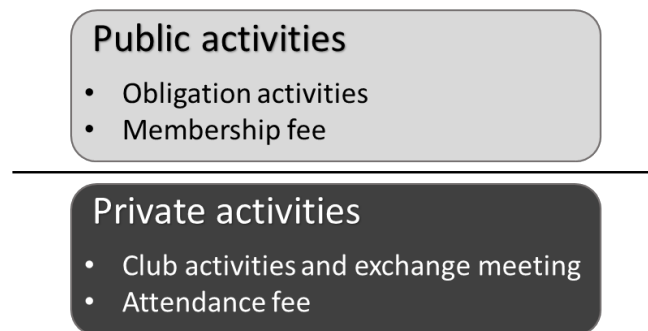 Public activities
• Obligation activities
• Membership fee
Private activities
• Club activities and exchange meeting
• Attendance fee